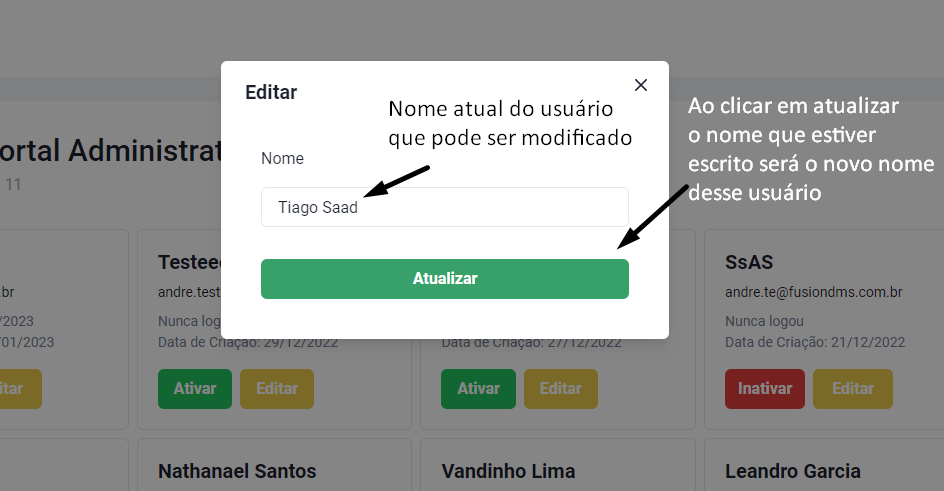 Editar
Nome atual do usuário
que pode ser modificado
Ao clicar em atualizar
o nome que estiver
escrito será o novo nome
desse usuário
ortal Administrat
11
Nome
Tiago Saad
Atualizar
Testee
SsAS
.br
andre.test
andre.te@fusiondms.com.br
/2023
Nunca logou
Nunca logou
/01/2023
Data de Criação: 29/12/2022
Data de Criação: 27/12/2022
Data de Criação: 21/12/2022
itar
Ativar
Editar
Ativar
Editar
Inativar
Editar
Nathanael Santos
Vandinho Lima
Leandro Garcia